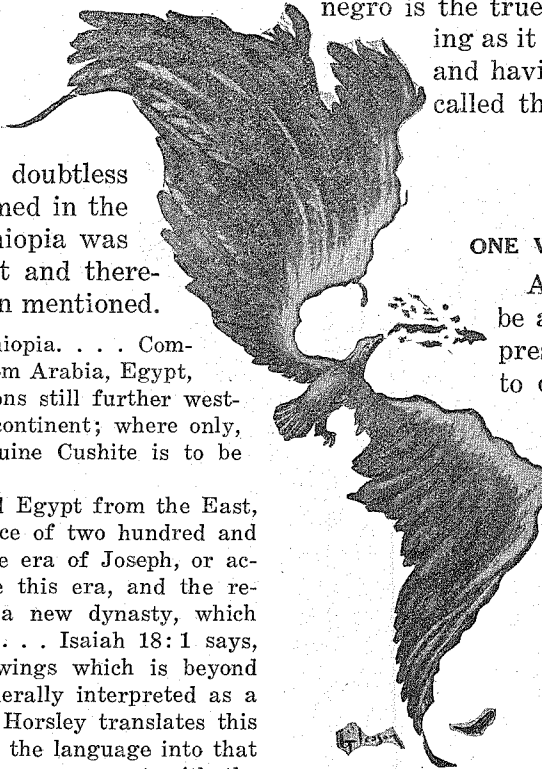 negro is the true
ing as it
and havi
called th
doubtless
med in the
hiopia was
t and there-
n mentioned.
hiopia. . . . Com-
m Arabia, Egypt,
ons still further west-
continent; where only,
uine Cushite is to be
d Egypt from the East,
ce of two hundred and
e era of Joseph, or ac-
e this era, and the re-
a new dynasty, which
. . . Isaiah 18:1 says,
wings which is beyond
nerally interpreted as a
Horsley translates this
the language into that
ONE V
A
be a
pres
to c